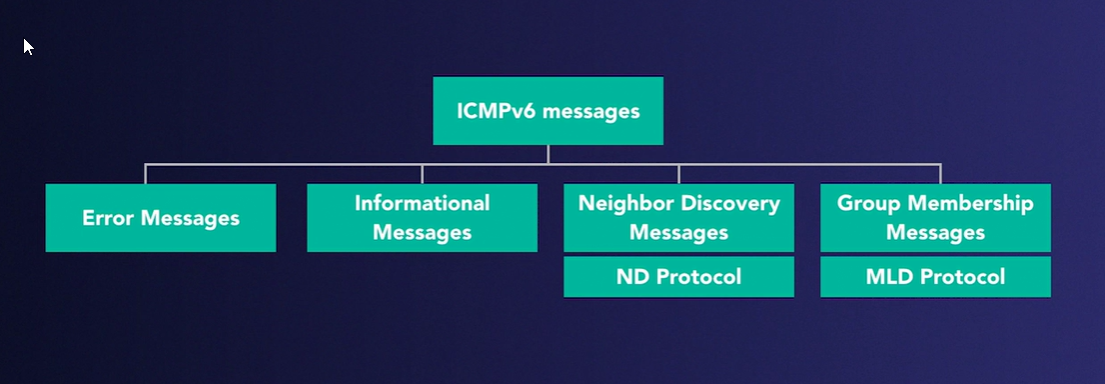 ICMPv6 messages
Error Messages
Informational
Messages
Neighbor Discovery
Messages
ND Protocol
Group Membership
Messages
MLD Protocol